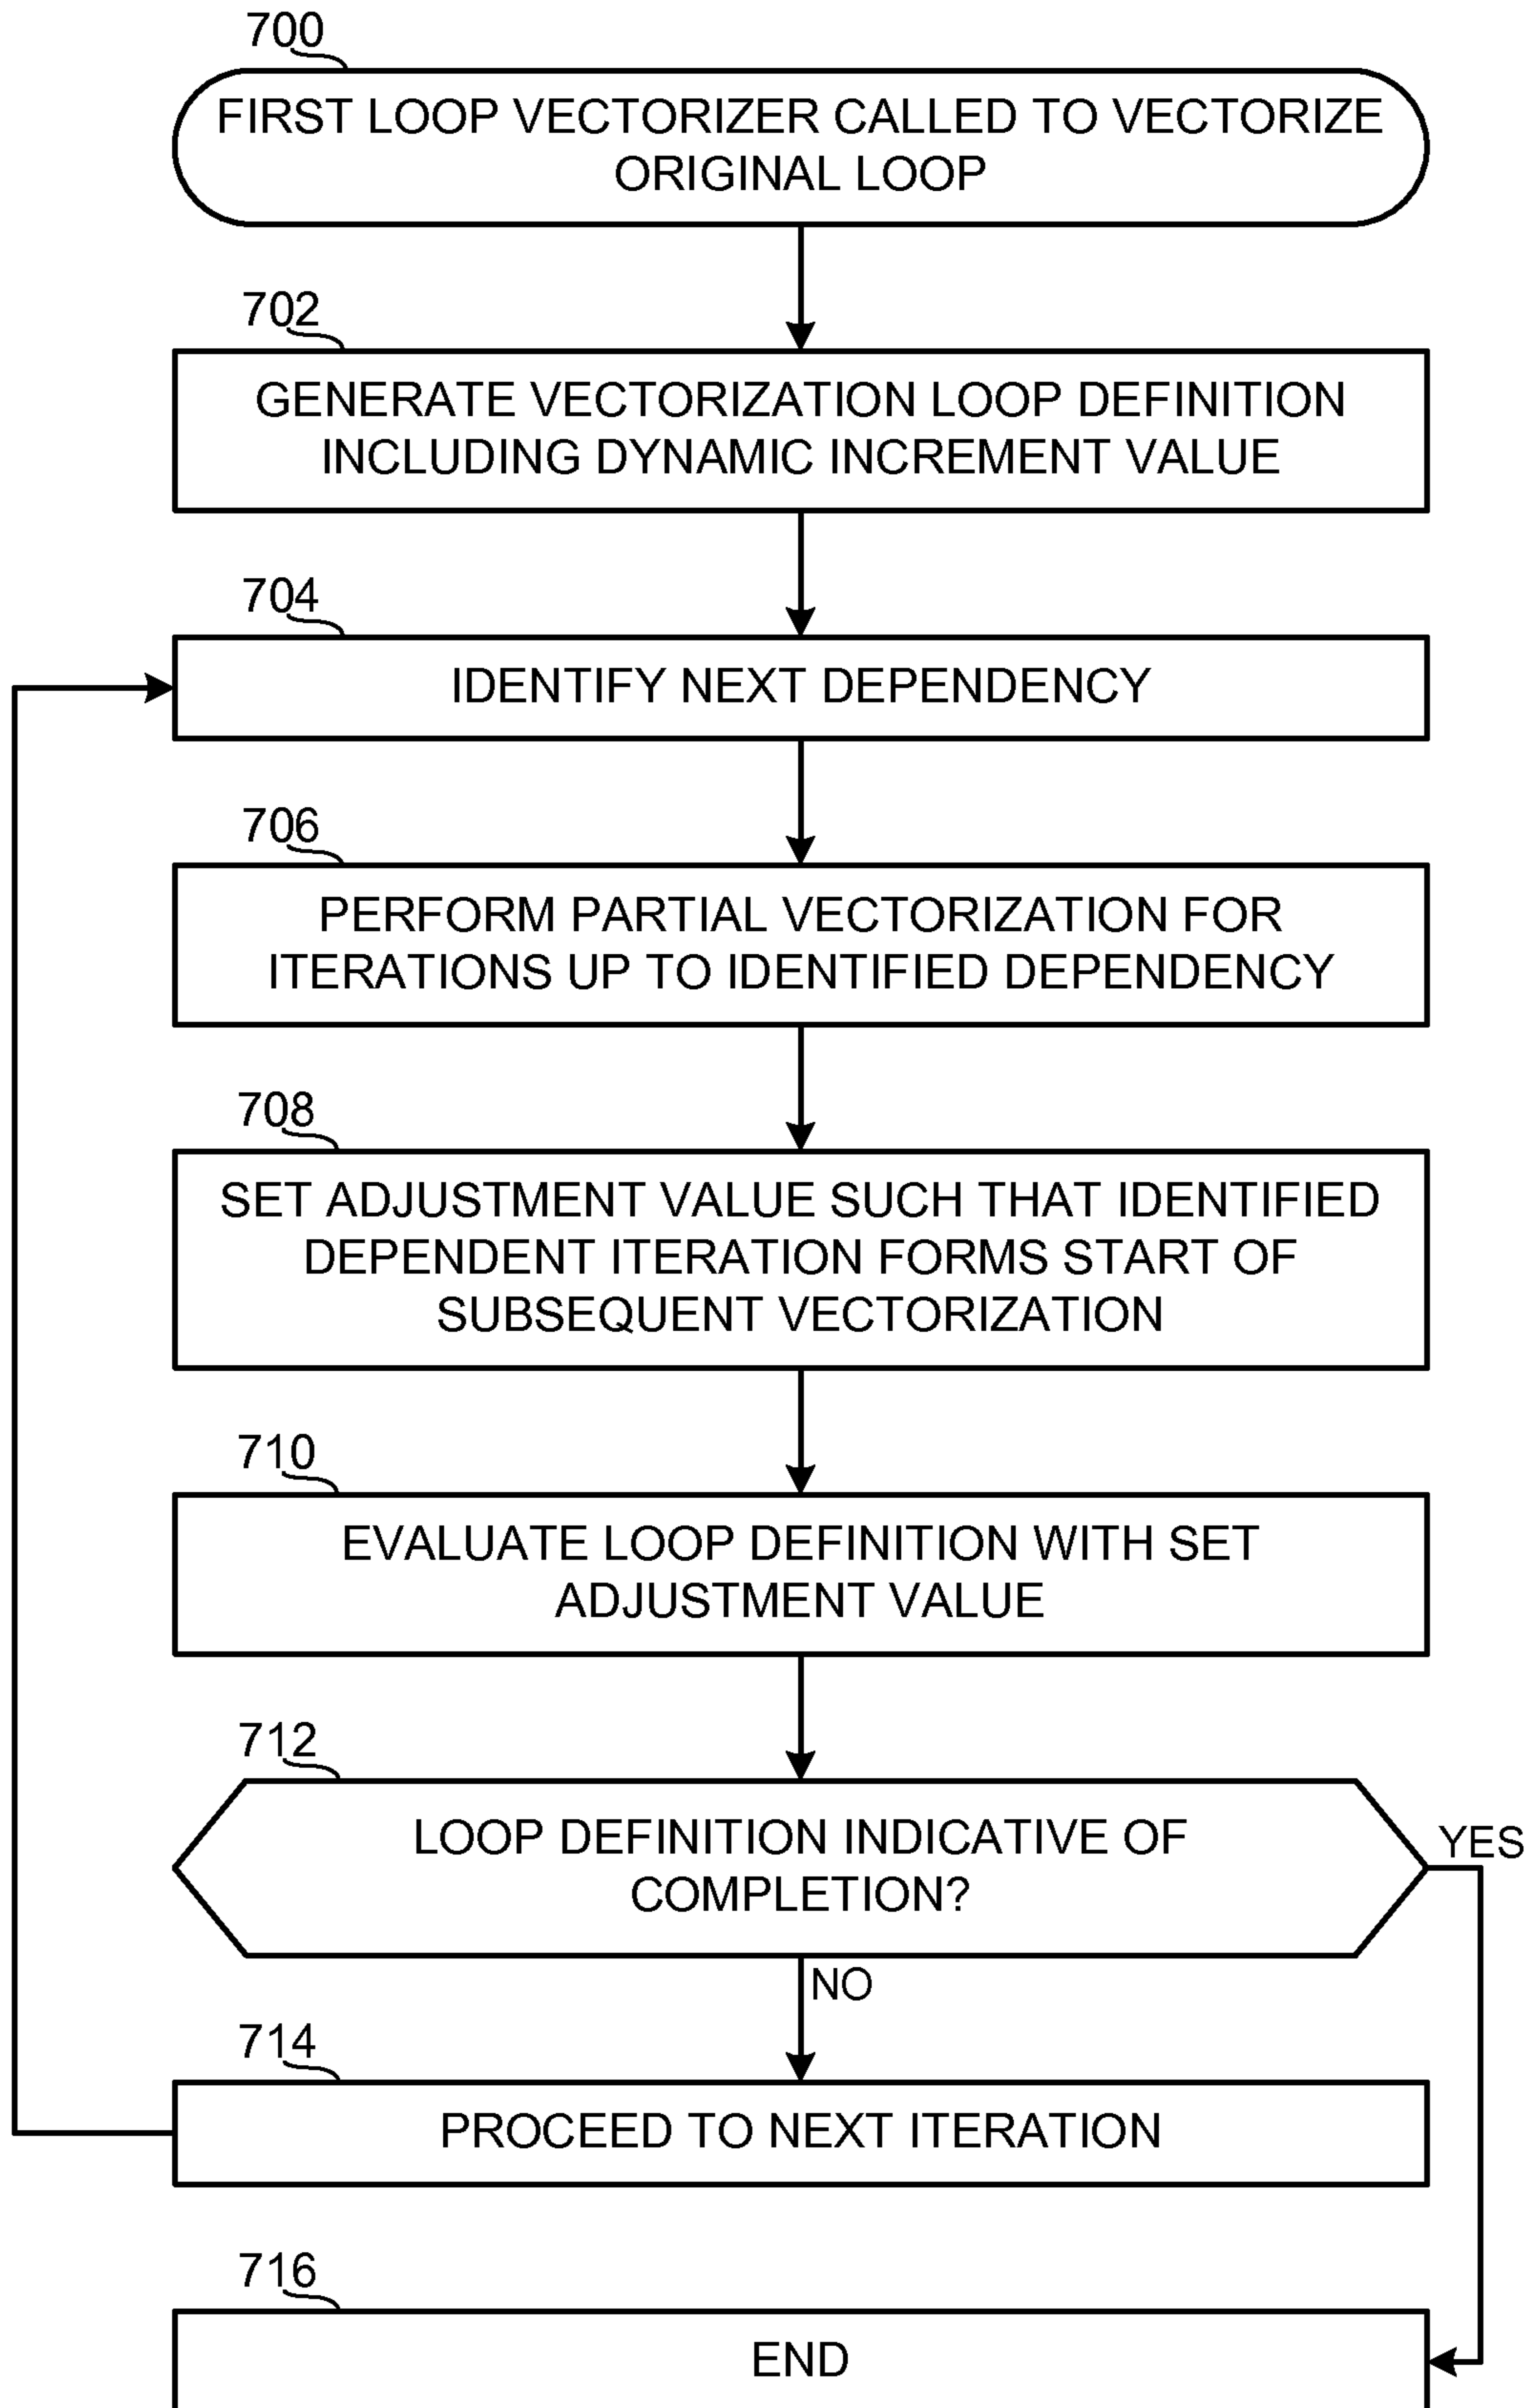 700
FIRST LOOP VECTORIZER CALLED TO VECTORIZE
ORIGINAL LOOP
702
GENERATE VECTORIZATION LOOP DEFINITION
INCLUDING DYNAMIC INCREMENT VALUE
704
IDENTIFY NEXT DEPENDENCY
706
PERFORM PARTIAL VECTORIZATION FOR
ITERATIONS UP TO IDENTIFIED DEPENDENCY
708
SET ADJUSTMENT VALUE SUCH THAT IDENTIFIED
DEPENDENT ITERATION FORMS START OF
SUBSEQUENT VECTORIZATION
710
EVALUATE LOOP DEFINITION WITH SET
ADJUSTMENT VALUE
712
LOOP DEFINITION INDICATIVE OF
COMPLETION?
YES
NO
714
PROCEED TO NEXT ITERATION
716
END